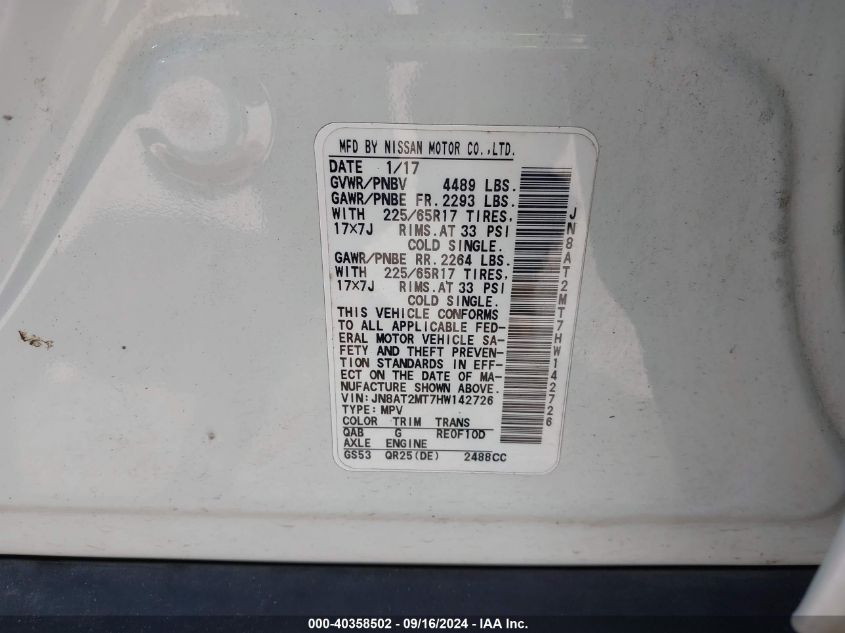 MFD BY NISSAN MOTOR CO.,LTD.
DATE 1/17
GVWR/PNBV 4489 LBS.
GAWR/PNBE FR. 2293 LBS.
WITH 225/65R17 TIRES,
17×7J RIMS.AT 33 PSI
COLD SINGLE.
GAWR/PNBE RR. 2264 LBS.
WITH 225/65R17 TIRES,
17×7J RIMS.AT 33 PSI
COLD SINGLE.
THIS VEHICLE CONFORMS
TO ALL APPLICABLE FED-
ERAL MOTOR VEHICLE SA-
FETY AND THEFT PREVEN-
TION STANDARDS IN EFF-
ECT ON THE DATE OF MA-
NUFACTURE SHOWN ABOVE.
VIN:JN8AT2MT7HW142726
TYPE:MPV
COLOR TRIM TRANS
QAB G RE0F10D
AXLE ENGINE
GS53 QR25(DE) 2488CC
JN8AT2MT7HW142726
000-40358502 - 09/16/2024 - IAA Inc.